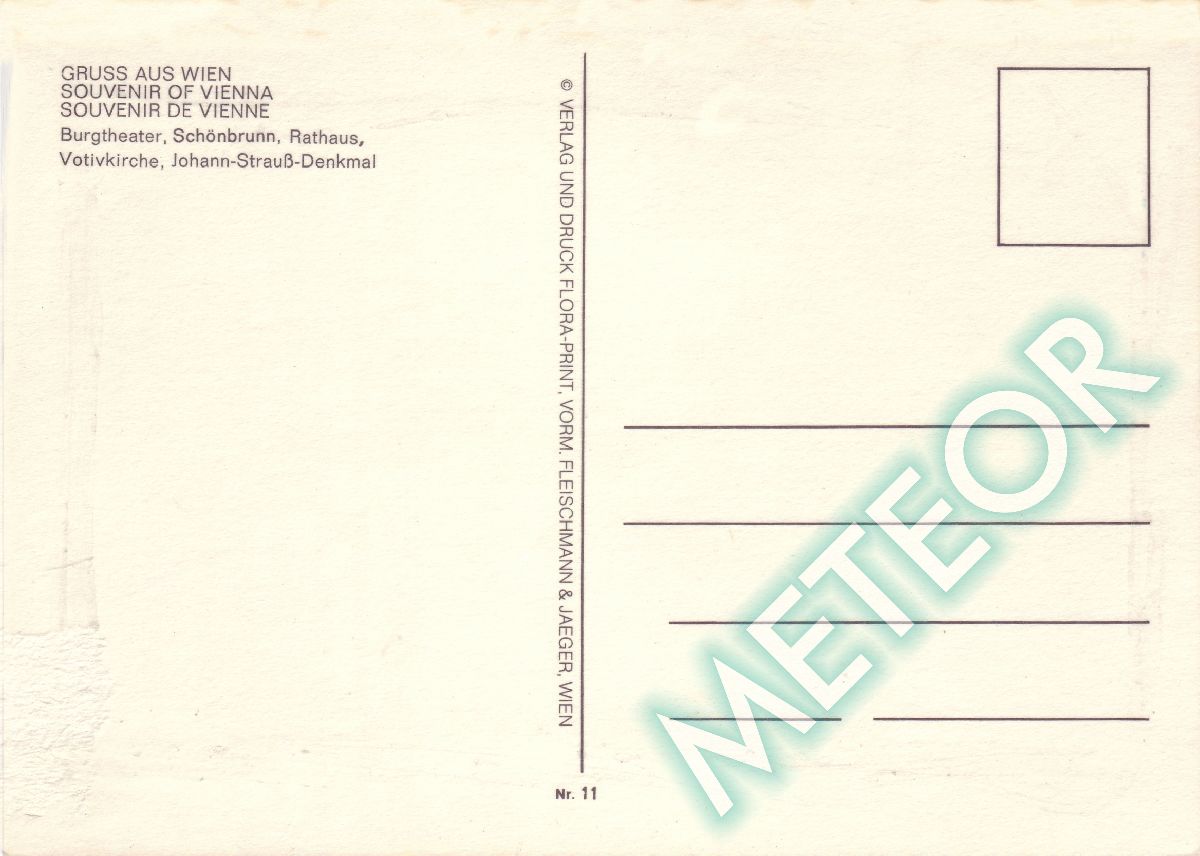 GRUSS AUS WIEN
SOUVENIR OF VIENNA
SOUVENIR DE VIENNE
Burgtheater, Schönbrunn, Rathaus,
Votivkirche, Johann-Strauß-Denkmal
© VERLAG UND DRUCK FLORA-PRINT, VORM. FLEISCHMANN & JAEGER, WIEN
Nr. 11
METEOR